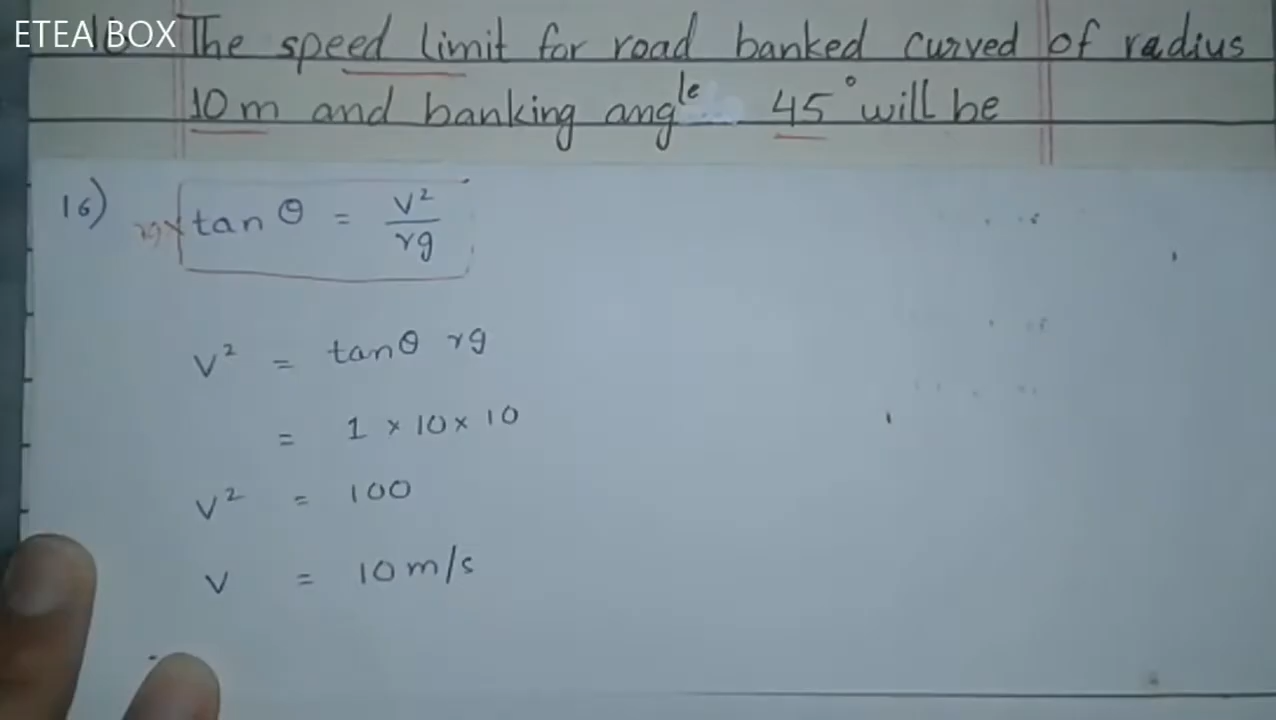 ETEA BOX
The speed limit for road banked curved of radius
10 m and banking angle 45° will be
16) tan θ = V²/rg
V² = tanθ rg
= 1 × 10 × 10
V² = 100
V = 10 m/s